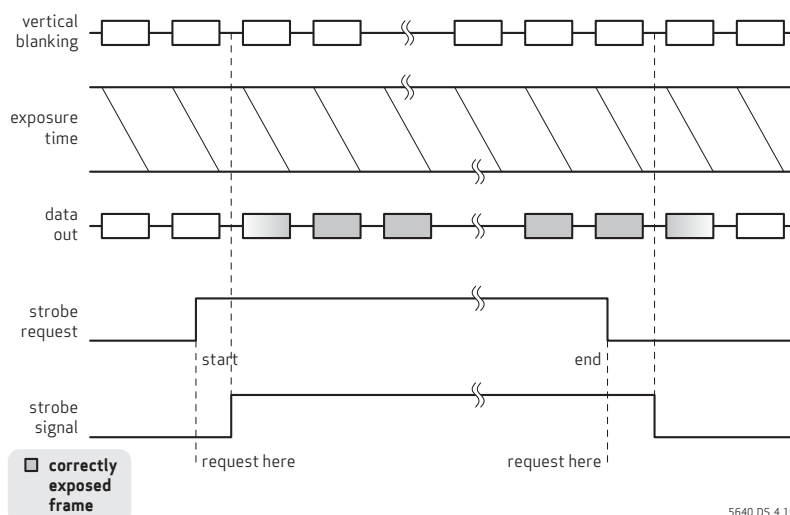 vertical
blanking
exposure
time
data
out
strobe
request
start
end
strobe
signal
request here
request here
correctly
exposed
frame